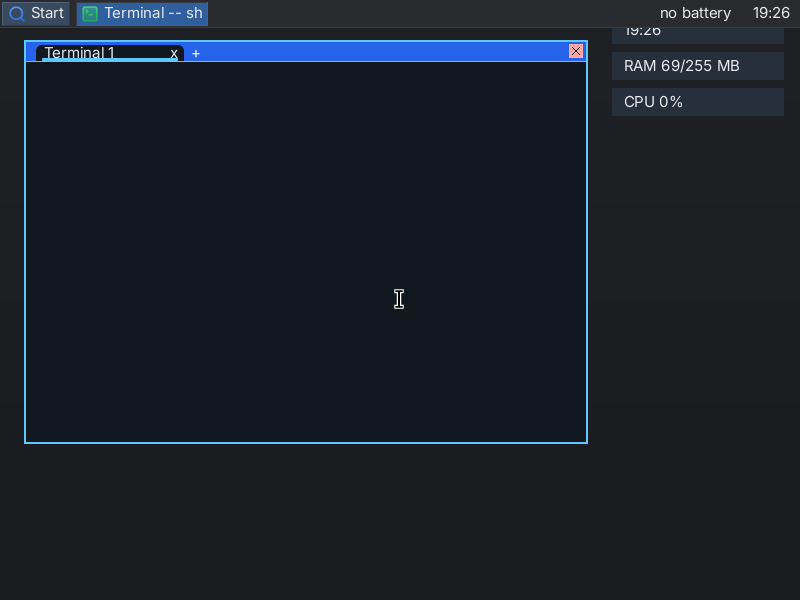 Start
Terminal -- sh
no battery
19:26
Terminal 1
x
+
19:26
RAM 69/255 MB
CPU 0%